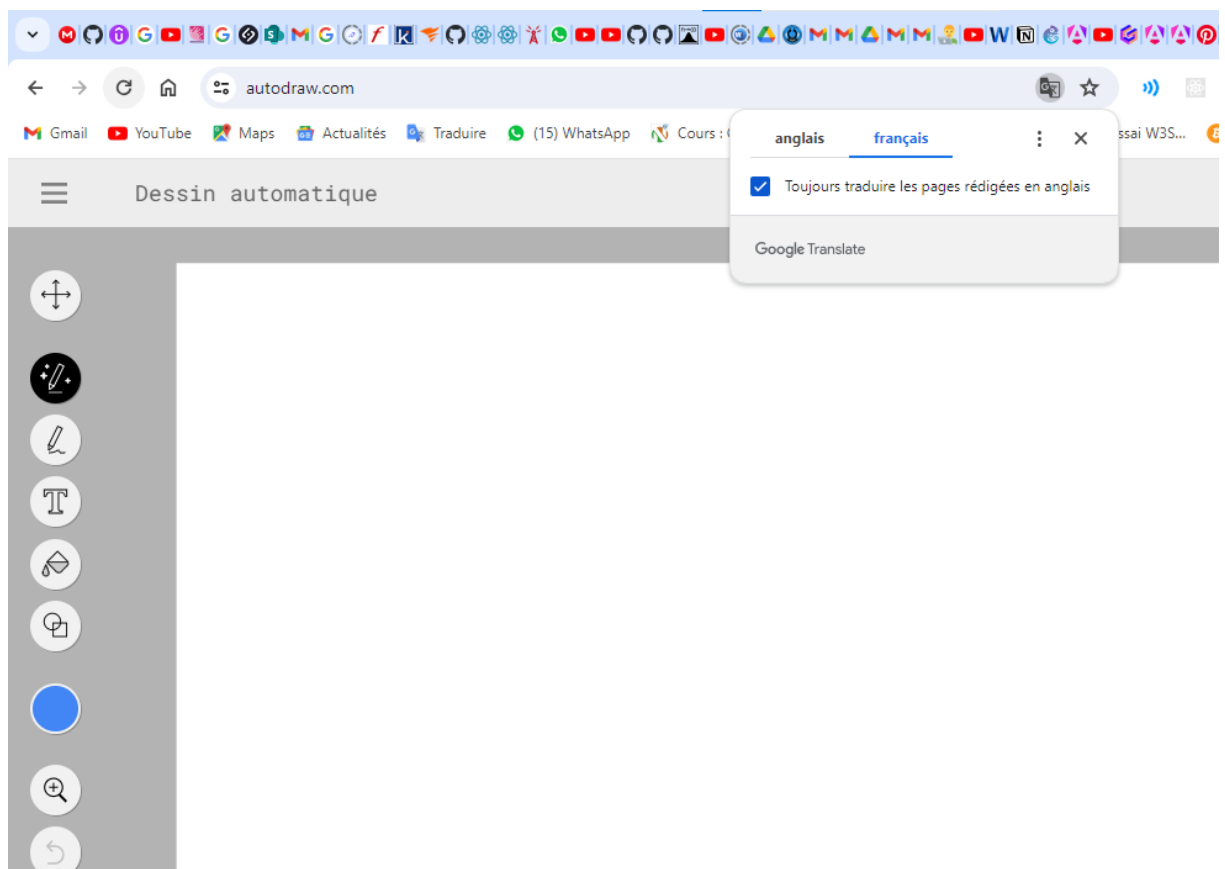 autodraw.com
Gmail YouTube Maps Actualités Traduire (15) WhatsApp Cours : ssai W3S...
anglais français
Toujours traduire les pages rédigées en anglais
Dessin automatique
Google Translate